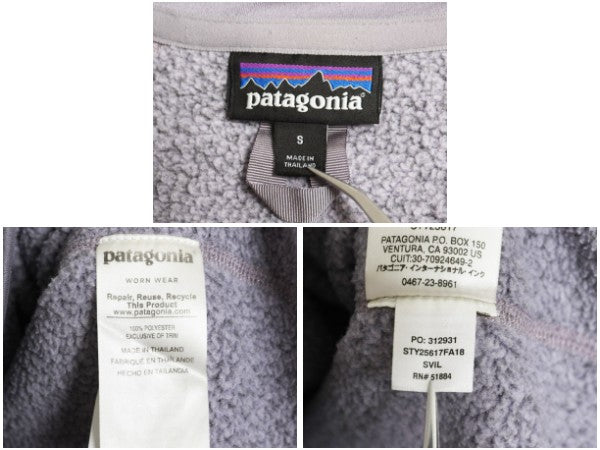 patagonia
S
MADE IN
THAILAND
patagonia
WORN WEAR
Repair, Reuse, Recycle
This Product
www.patagonia.com
100% POLYESTER
EXCLUSIVE OF TRIM
MADE IN THAILAND
FABRIQUÉ EN THAÏLANDE
HECHO EN TAILANDIA
STY25617
PATAGONIA P.O. BOX 150
VENTURA, CA 93002 US
CUIT:30-70924649-2
パタゴニア・インターナショナル・インク
0467-23-8961
PO: 312931
STY25617FA18
SVIL
RN# 51884